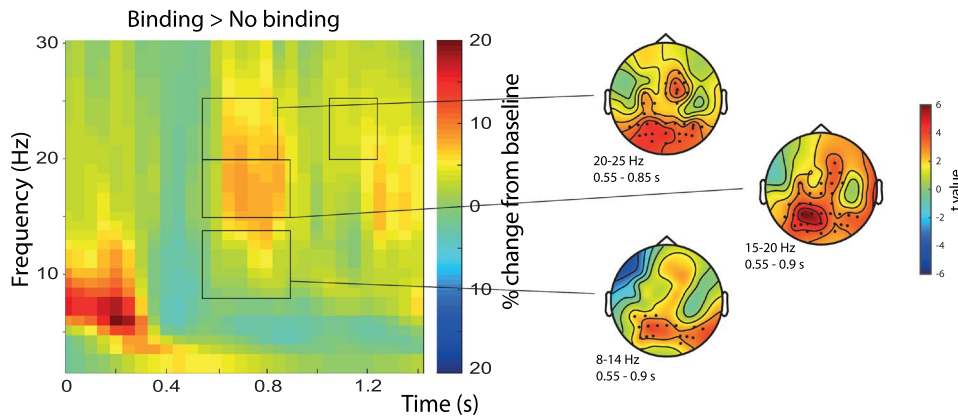 Binding > No binding
Frequency (Hz)
30
20
10
0
0.4
0.8
1.2
Time (s)
20
10
0
10
20
% change from baseline
20-25 Hz
0.55 - 0.85 s
15-20 Hz
0.55 - 0.9 s
8-14 Hz
0.55 - 0.9 s
6
4
2
0
-2
-4
-6
t value